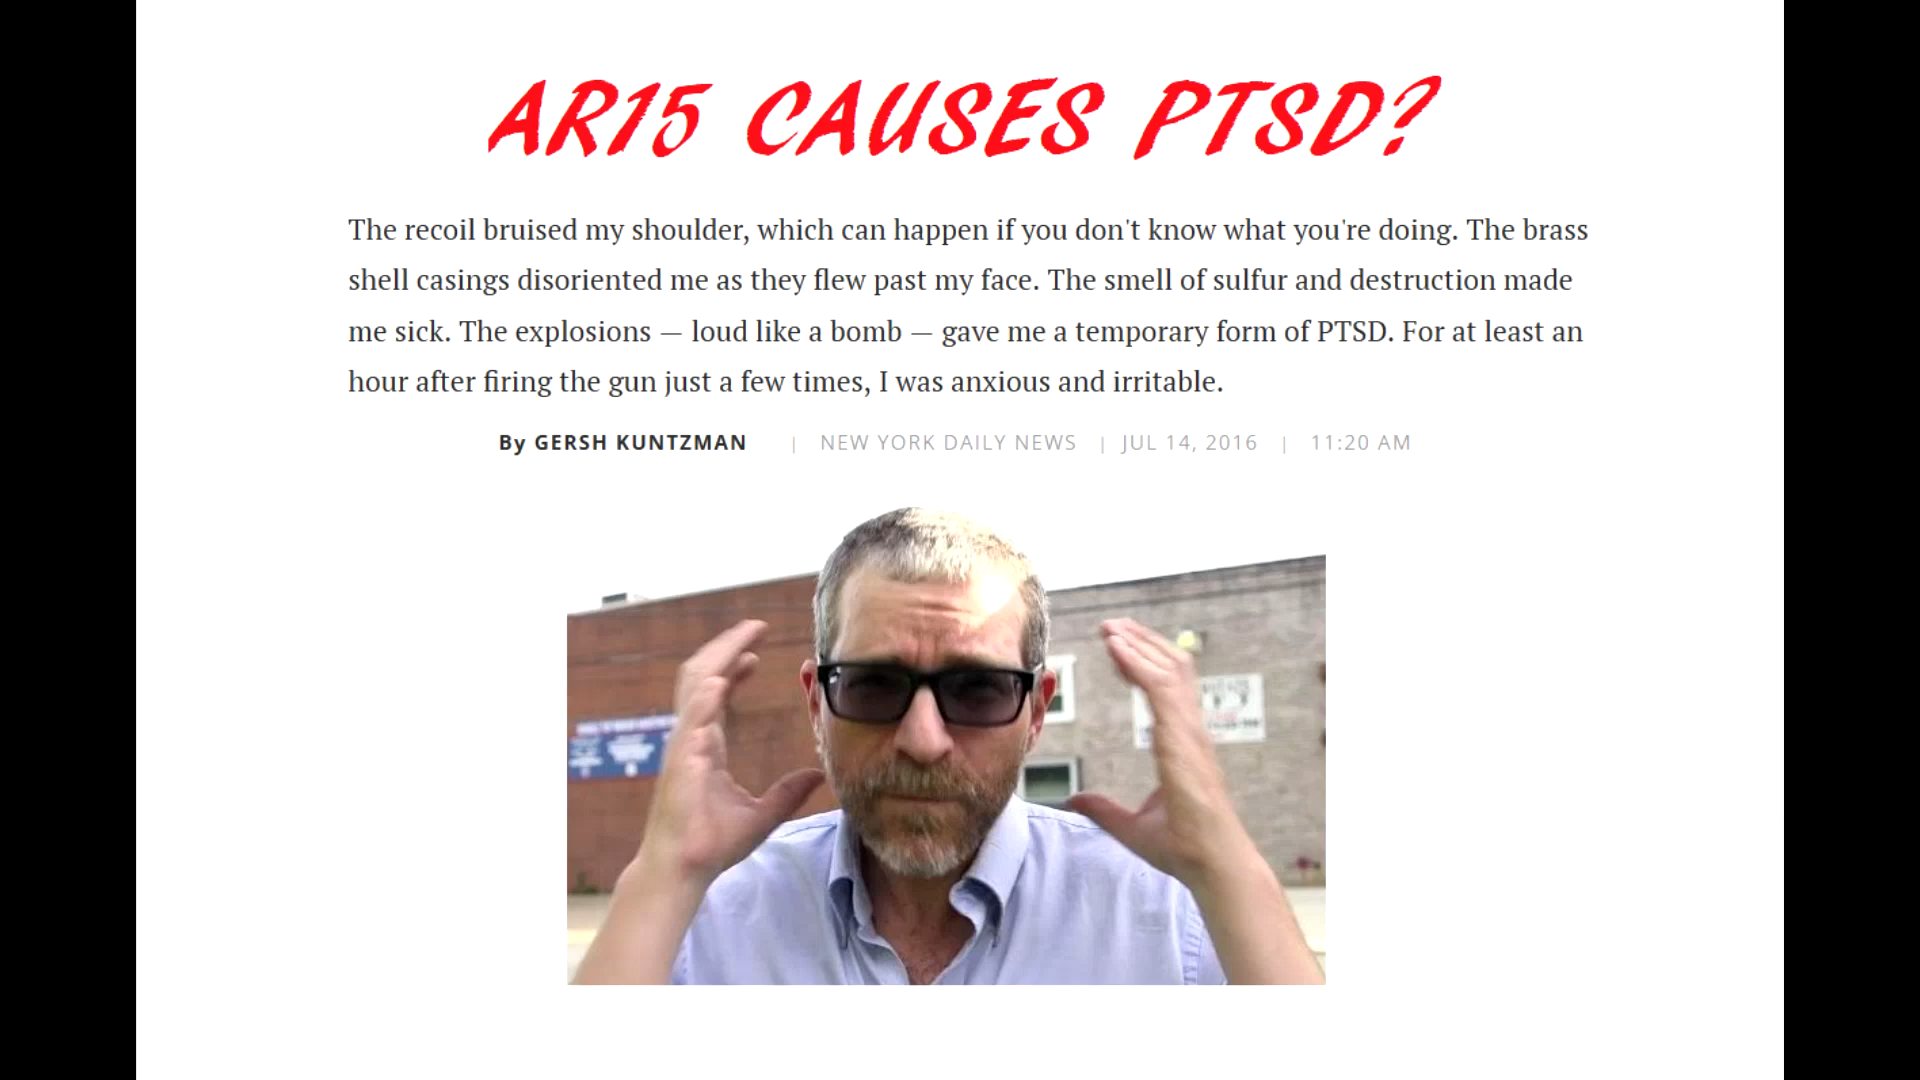 AR15 CAUSES PTSD?
The recoil bruised my shoulder, which can happen if you don't know what you're doing. The brass
shell casings disoriented me as they flew past my face. The smell of sulfur and destruction made
me sick. The explosions — loud like a bomb — gave me a temporary form of PTSD. For at least an
hour after firing the gun just a few times, I was anxious and irritable.
By GERSH KUNTZMAN | NEW YORK DAILY NEWS | JUL 14, 2016 | 11:20 AM